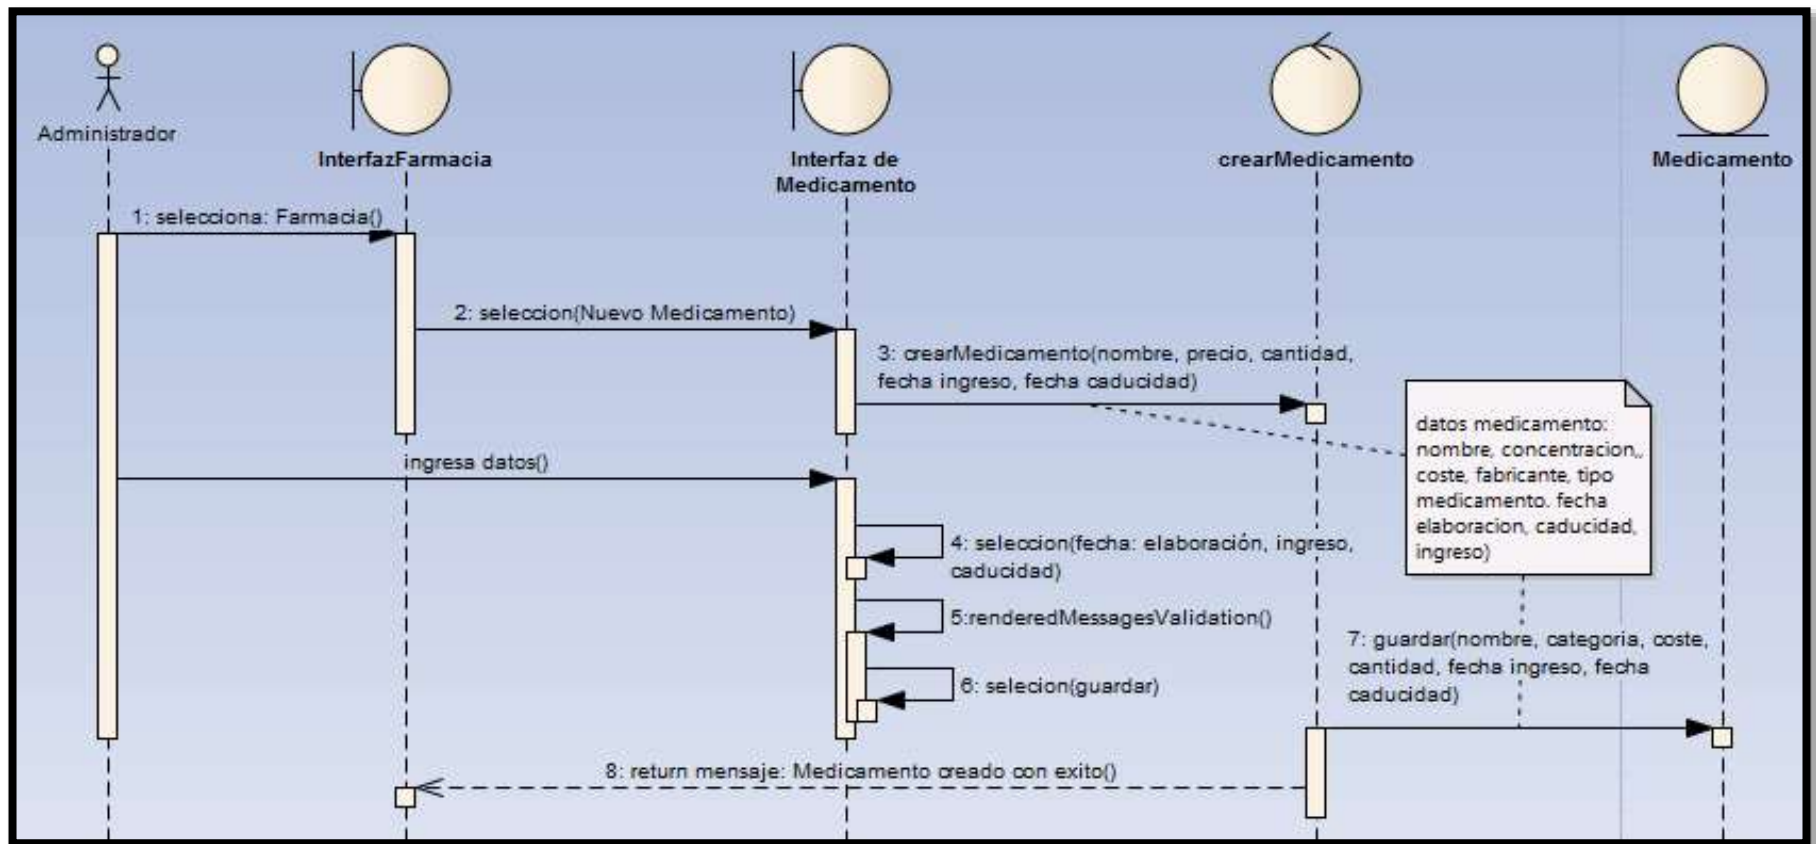 Administrador
InterfazFarmacia
Interfaz de
Medicamento
crearMedicamento
Medicamento
1: selecciona: Farmacia()
2: seleccion(Nuevo Medicamento)
3: crearMedicamento(nombre, precio, cantidad,
fecha ingreso, fecha caducidad)
datos medicamento:
nombre, concentracion,,
coste, fabricante, tipo
medicamento. fecha
elaboracion, caducidad,
ingreso)
ingresa datos()
4: seleccion(fecha: elaboración, ingreso,
caducidad)
5:renderedMessagesValidation()
6: selecion(guardar)
7: guardar(nombre, categoria, coste,
cantidad, fecha ingreso, fecha
caducidad)
8: return mensaje: Medicamento creado con exito()